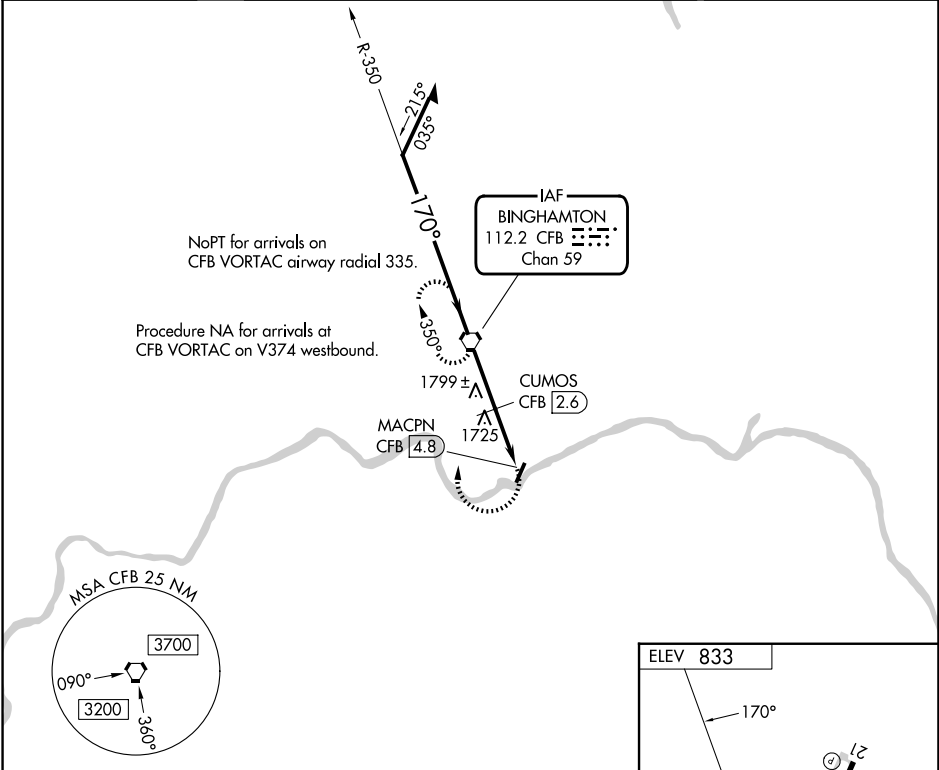 R-350
215°
035°
170°
IAF
BINGHAMTON
112.2 CFB
Chan 59
NoPT for arrivals on
CFB VORTAC airway radial 335.
Procedure NA for arrivals at
CFB VORTAC on V374 westbound.
350°
1799 ±
CUMOS
CFB 2.6
1725
MACPN
CFB 4.8
MSA CFB 25 NM
3700
090°
3200
360°
ELEV 833
170°
21
P